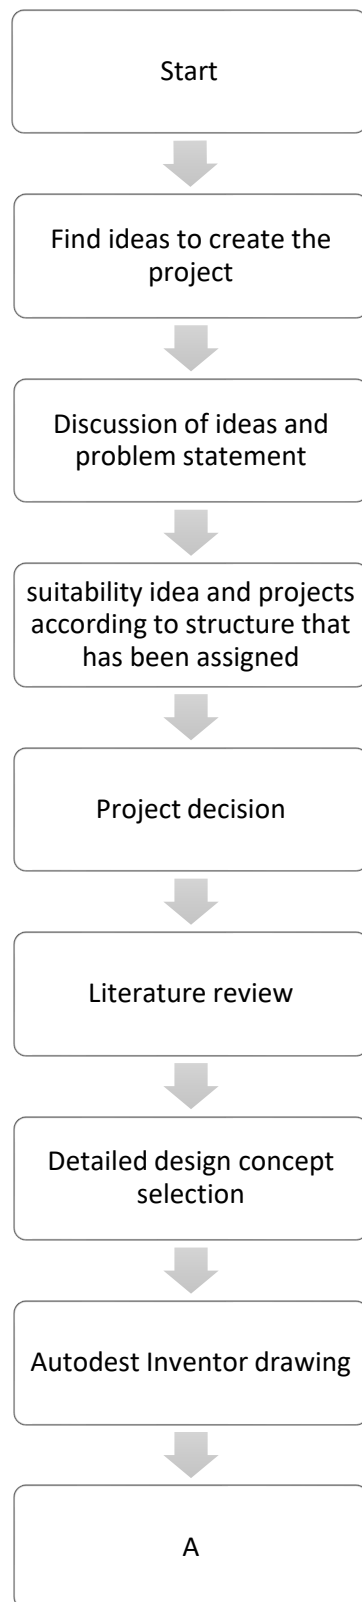 Start
Find ideas to create the
project
Discussion of ideas and
problem statement
suitability idea and projects
according to structure that
has been assigned
Project decision
Literature review
Detailed design concept
selection
Autodest Inventor drawing
A